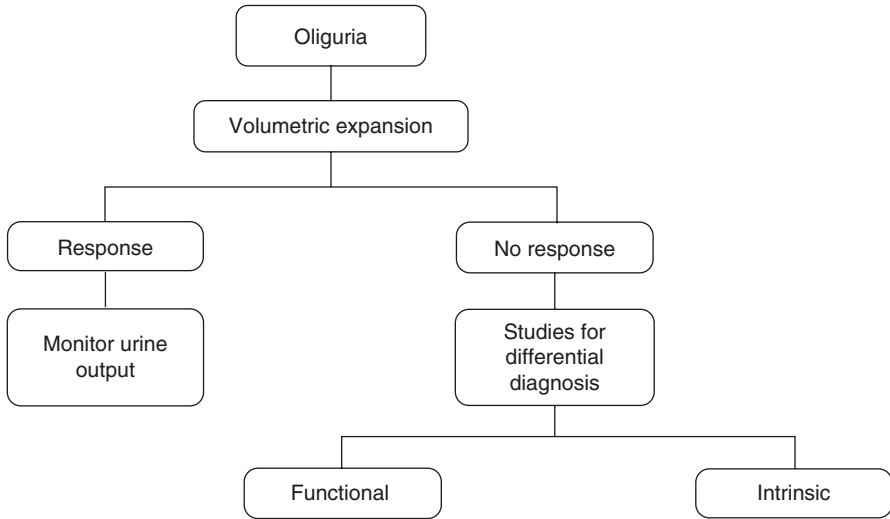 Oliguria
Volumetric expansion
Response
No response
Monitor urine
output
Studies for
differential
diagnosis
Functional
Intrinsic